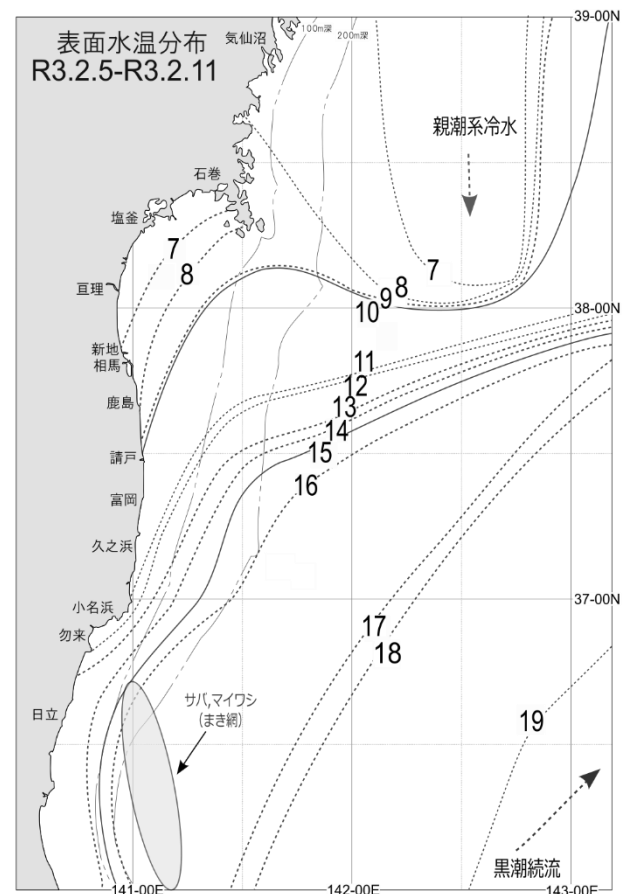 表面水温分布
R3.2.5-R3.2.11
気仙沼
100m深
200m深
39-00N
親潮系冷水
石巻
塩釜
7
8
7
8
9
10
亘理
38-00N
新地
相馬
鹿島
11
12
13
14
15
16
請戸
富岡
久之浜
小名浜
37-00N
勿来
17
18
日立
サバ,マイワシ
(まき網)
19
黒潮続流
141-00E
142-00E
143-00E